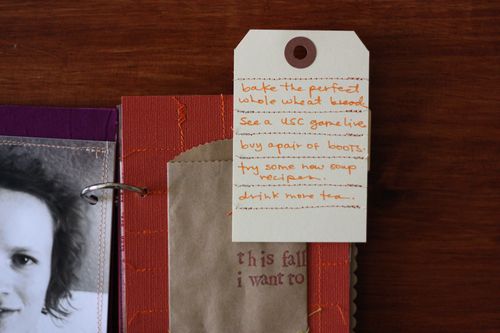 bake the perfect
whole wheat bread.
see a USC game live.
buy a pair of boots.
try some new soup
recipes.
drink more tea.
this fall
i want to